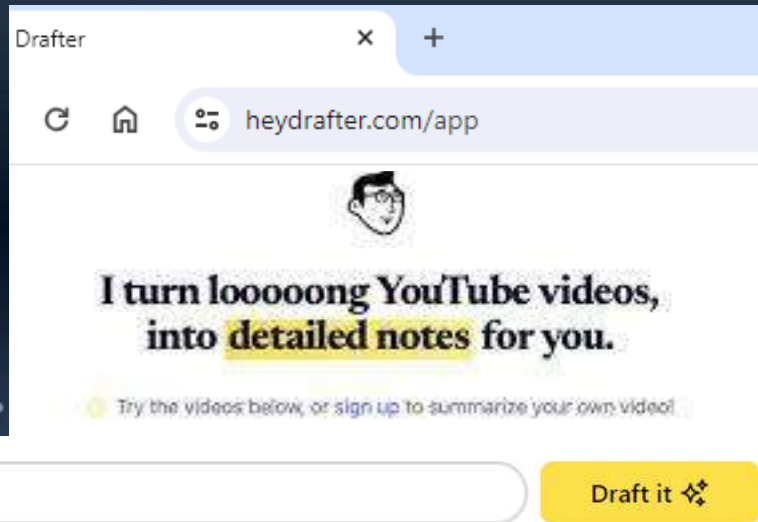 Drafter
heydrafter.com/app
I turn looooong YouTube videos,
into detailed notes for you.
Try the videos below, or sign up to summarize your own video!
Draft it